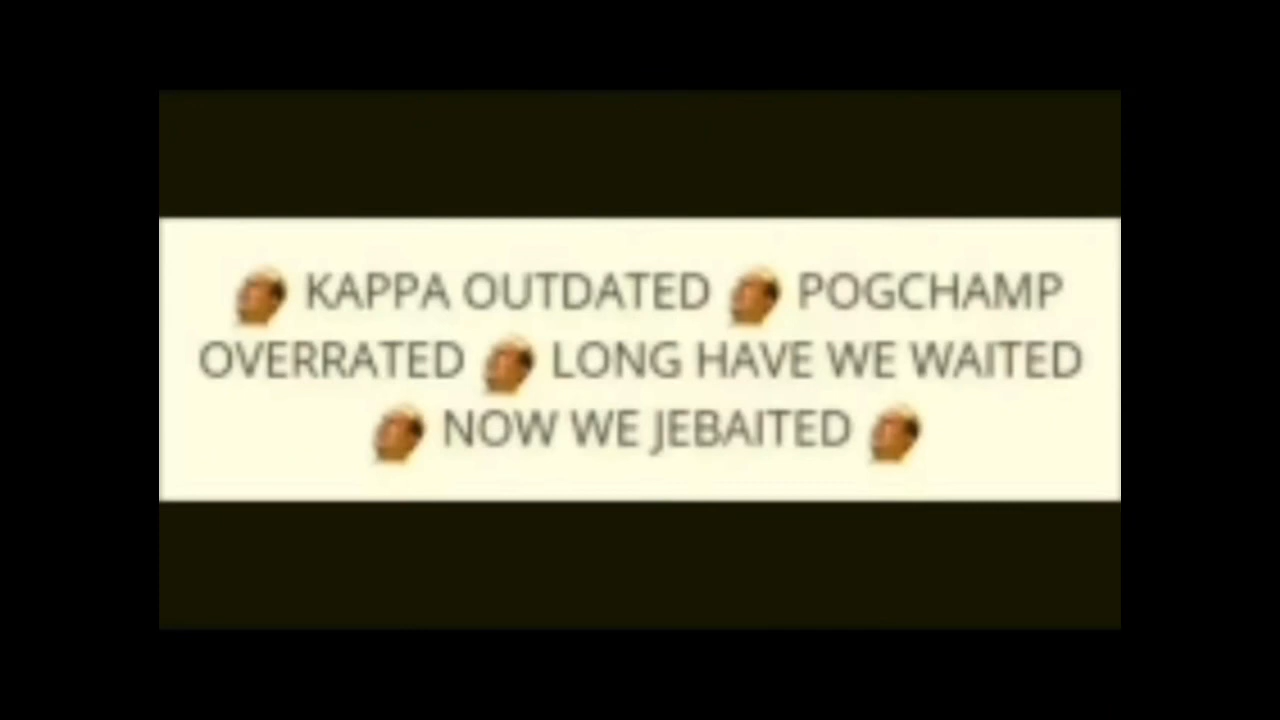 KAPPA OUTDATED POGCHAMP
OVERRATED LONG HAVE WE WAITED
NOW WE JEBAITED